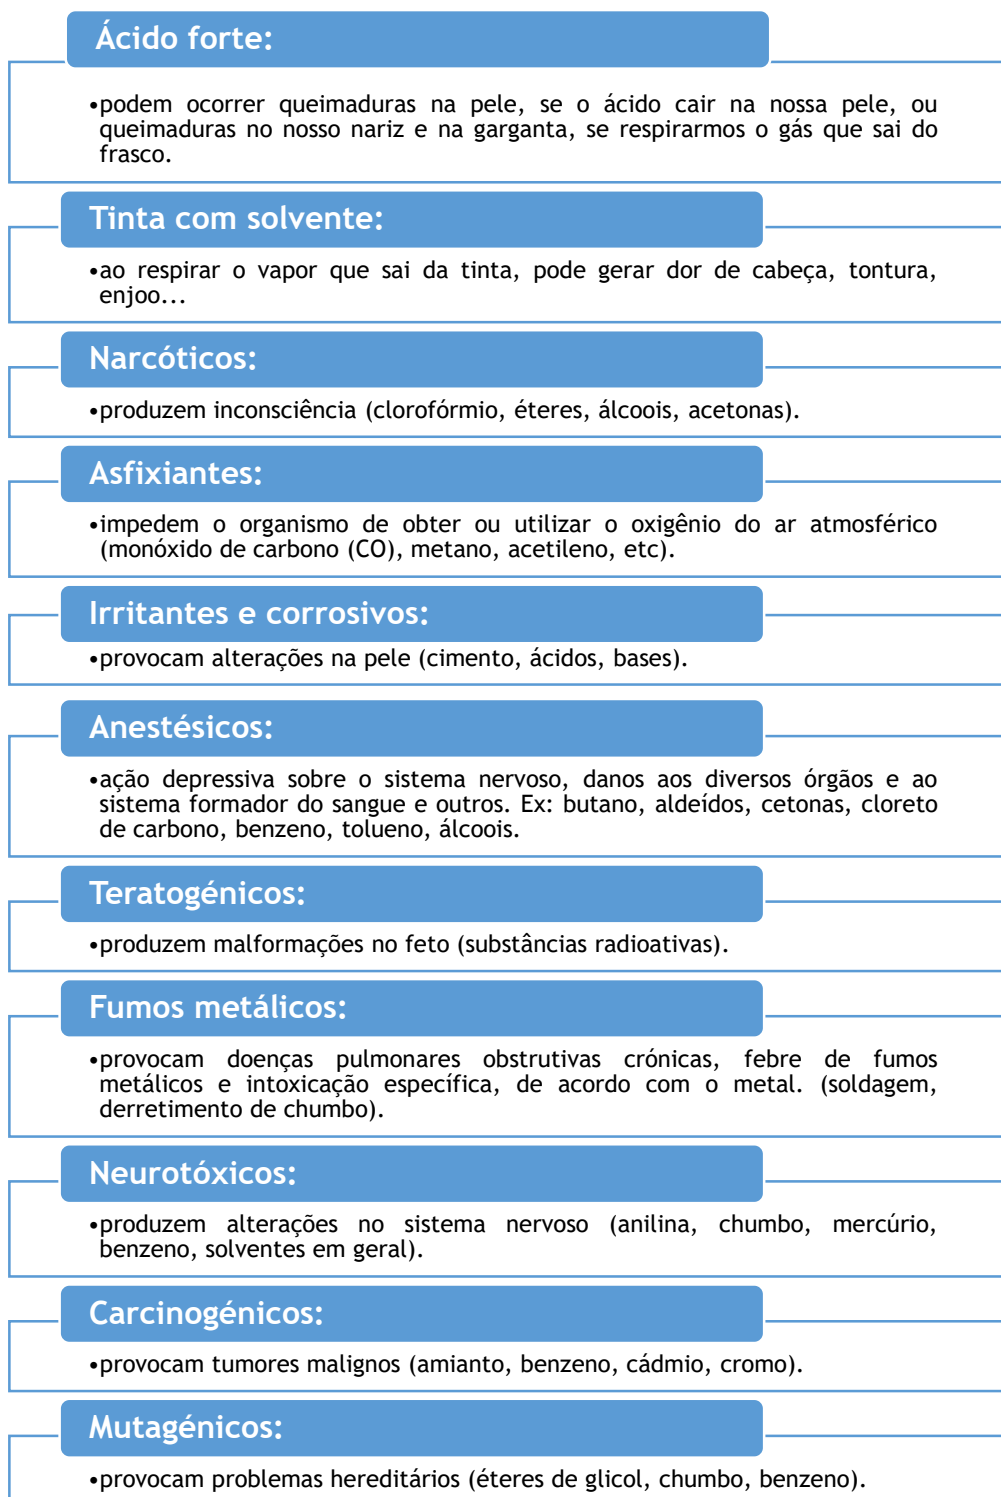 Ácido forte:
•podem ocorrer queimaduras na pele, se o ácido cair na nossa pele, ou
queimaduras no nosso nariz e na garganta, se respirarmos o gás que sai do
frasco.
Tinta com solvente:
•ao respirar o vapor que sai da tinta, pode gerar dor de cabeça, tontura,
enjoo...
Narcóticos:
•produzem inconsciência (clorofórmio, éteres, álcoois, acetonas).
Asfixiantes:
•impedem o organismo de obter ou utilizar o oxigênio do ar atmosférico
(monóxido de carbono (CO), metano, acetileno, etc).
Irritantes e corrosivos:
•provocam alterações na pele (cimento, ácidos, bases).
Anestésicos:
•ação depressiva sobre o sistema nervoso, danos aos diversos órgãos e ao
sistema formador do sangue e outros. Ex: butano, aldeídos, cetonas, cloreto
de carbono, benzeno, tolueno, álcoois.
Teratogénicos:
•produzem malformações no feto (substâncias radioativas).
Fumos metálicos:
•provocam doenças pulmonares obstrutivas crónicas, febre de fumos
metálicos e intoxicação específica, de acordo com o metal. (soldagem,
derretimento de chumbo).
Neurotóxicos:
•produzem alterações no sistema nervoso (anilina, chumbo, mercúrio,
benzeno, solventes em geral).
Carcinogénicos:
•provocam tumores malignos (amianto, benzeno, cádmio, cromo).
Mutagénicos:
•provocam problemas hereditários (éteres de glicol, chumbo, benzeno).